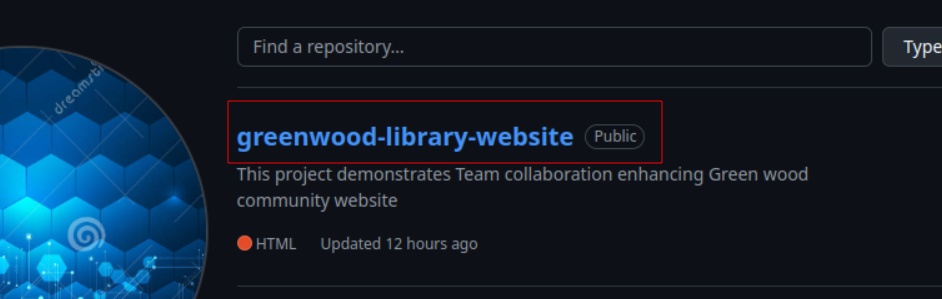 Find a repository...
Type
dreamsti
greenwood-library-website Public
This project demonstrates Team collaboration enhancing Green wood
community website
HTML Updated 12 hours ago